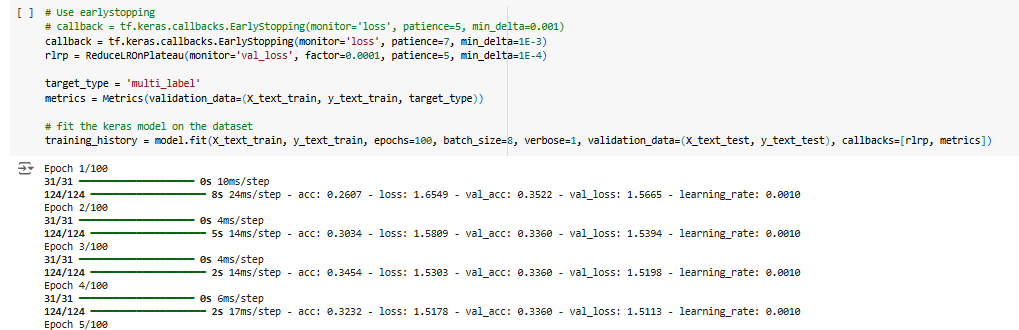 [ ] # Use earlystopping
# callback = tf.keras.callbacks.EarlyStopping(monitor='loss', patience=5, min_delta=0.001)
callback = tf.keras.callbacks.EarlyStopping(monitor='loss', patience=7, min_delta=1E-3)
rlrp = ReduceLROnPlateau(monitor='val_loss', factor=0.0001, patience=5, min_delta=1E-4)
target_type = 'multi_label'
metrics = Metrics(validation_data=(X_text_train, y_text_train, target_type))
# fit the keras model on the dataset
training_history = model.fit(X_text_train, y_text_train, epochs=100, batch_size=8, verbose=1, validation_data=(X_text_test, y_text_test), callbacks=[rlrp, metrics])
Epoch 1/100
31/31 0s 10ms/step
124/124 8s 24ms/step - acc: 0.2607 - loss: 1.6549 - val_acc: 0.3522 - val_loss: 1.5665 - learning_rate: 0.0010
Epoch 2/100
31/31 0s 4ms/step
124/124 5s 14ms/step - acc: 0.3034 - loss: 1.5809 - val_acc: 0.3360 - val_loss: 1.5394 - learning_rate: 0.0010
Epoch 3/100
31/31 0s 4ms/step
124/124 2s 14ms/step - acc: 0.3454 - loss: 1.5303 - val_acc: 0.3360 - val_loss: 1.5198 - learning_rate: 0.0010
Epoch 4/100
31/31 0s 6ms/step
124/124 2s 17ms/step - acc: 0.3232 - loss: 1.5178 - val_acc: 0.3360 - val_loss: 1.5113 - learning_rate: 0.0010
Epoch 5/100